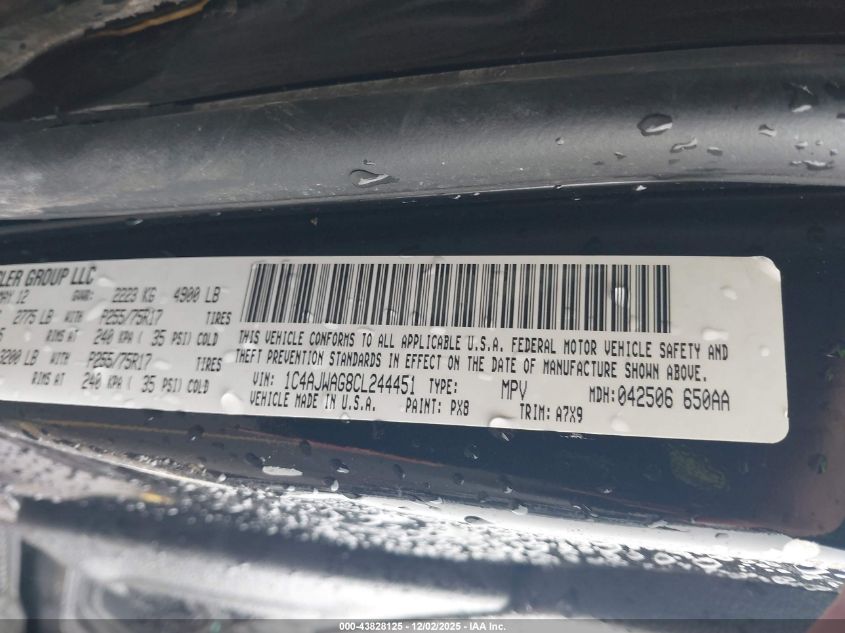 SLER GROUP LLC
MAY 12 GVWR: 2223 KG 4900 LB
2775 LB WITH P255/75R17 TIRES
RIMS AT 240 KPA ( 35 PSI) COLD
3200 LB WITH P255/75R17 TIRES
RIMS AT 240 KPA ( 35 PSI) COLD
THIS VEHICLE CONFORMS TO ALL APPLICABLE U.S.A. FEDERAL MOTOR VEHICLE SAFETY AND
THEFT PREVENTION STANDARDS IN EFFECT ON THE DATE OF MANUFACTURE SHOWN ABOVE.
VIN: 1C4AJWAG8CL244451 TYPE: MPV MDH: 042506 650AA
VEHICLE MADE IN U.S.A. PAINT: PX8 TRIM: A7X9
000-43828125 - 12/02/2025 - IAA Inc.